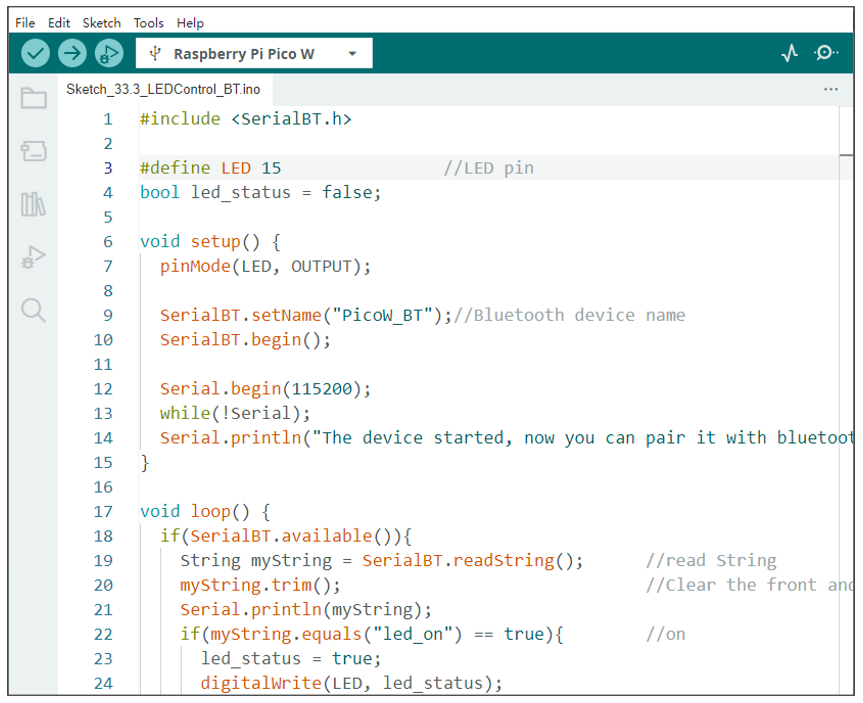 File Edit Sketch Tools Help
Raspberry Pi Pico W
Sketch_33.3_LEDControl_BT.ino
1 #include <SerialBT.h>
2
3 #define LED 15 //LED pin
4 bool led_status = false;
5
6 void setup() {
7 pinMode(LED, OUTPUT);
8
9 SerialBT.setName("PicoW_BT");//Bluetooth device name
10 SerialBT.begin();
11
12 Serial.begin(115200);
13 while(!Serial);
14 Serial.println("The device started, now you can pair it with bluetoot
15 }
16
17 void loop() {
18 if(SerialBT.available()){
19 String myString = SerialBT.readString(); //read String
20 myString.trim(); //Clear the front and
21 Serial.println(myString);
22 if(myString.equals("led_on") == true){ //on
23 led_status = true;
24 digitalWrite(LED, led_status);